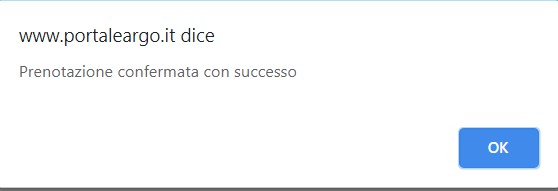 www.portaleargo.it dice
Prenotazione confermata con successo
OK